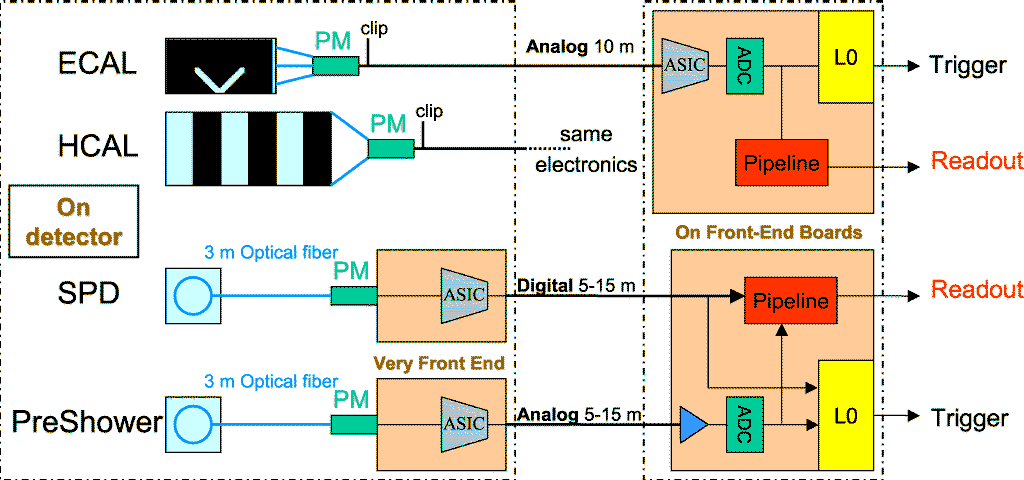 ECAL
PM
clip
Analog 10 m
ASIC
ADC
L0
Trigger
HCAL
PM
clip
same
electronics
Pipeline
Readout
On
detector
On Front-End Boards
SPD
3 m Optical fiber
PM
ASIC
Digital 5-15 m
Pipeline
Readout
Very Front End
PreShower
3 m Optical fiber
PM
ASIC
Analog 5-15 m
ADC
L0
Trigger